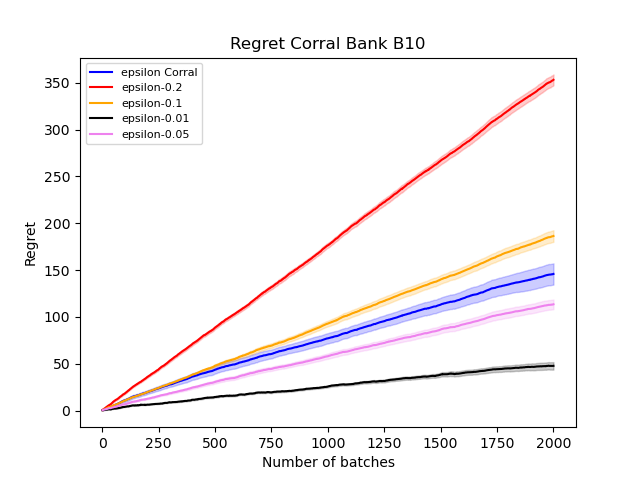 Regret Corral Bank B10
epsilon Corral
epsilon-0.2
epsilon-0.1
epsilon-0.01
epsilon-0.05
350
300
250
200
150
100
50
0
Regret
0 250 500 750 1000 1250 1500 1750 2000
Number of batches